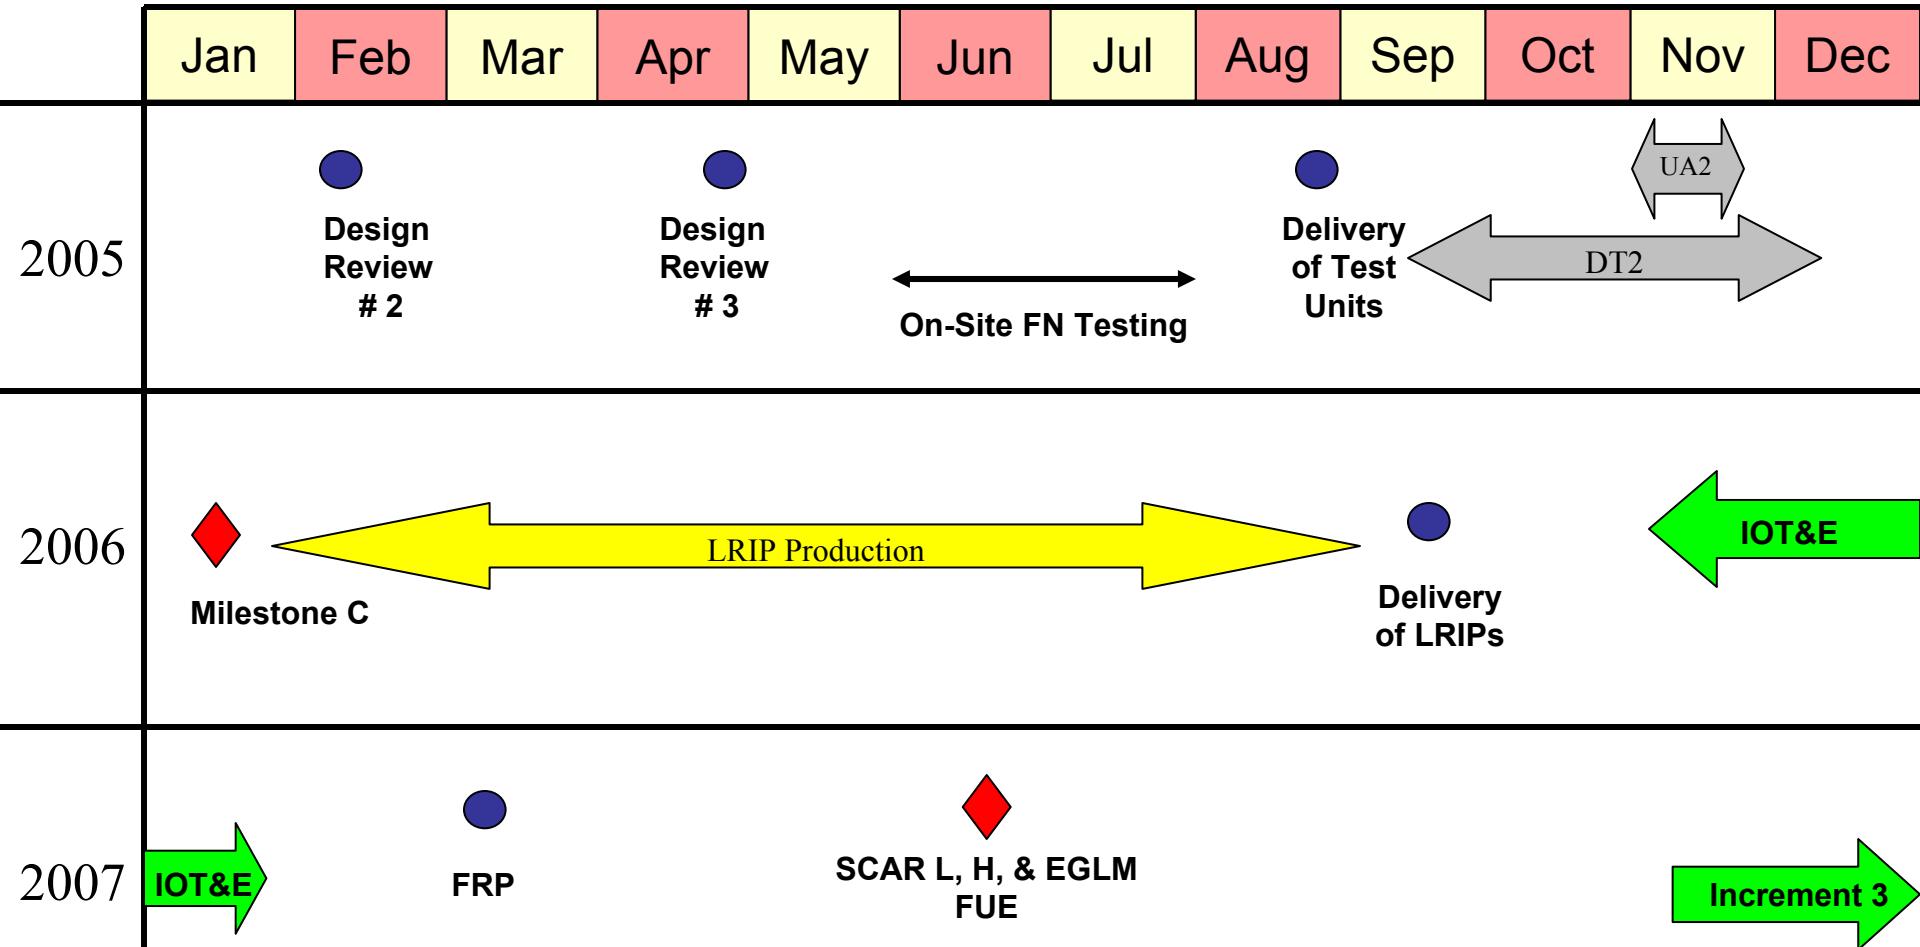 Jan Feb Mar Apr May Jun Jul Aug Sep Oct Nov Dec
2005
Design
Review
# 2
Design
Review
# 3
On-Site FN Testing
Delivery
of Test
Units
UA2
DT2
2006
Milestone C
LRIP Production
Delivery
of LRIPs
IOT&E
2007
IOT&E
FRP
SCAR L, H, & EGLM
FUE
Increment 3